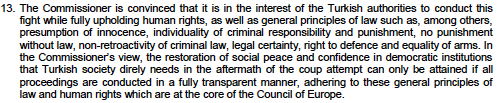 13. The Commissioner is convinced that it is in the interest of the Turkish authorities to conduct this
fight while fully upholding human rights, as well as general principles of law such as, among others,
presumption of innocence, individuality of criminal responsibility and punishment, no punishment
without law, non-retroactivity of criminal law, legal certainty, right to defence and equality of arms. In
the Commissioner's view, the restoration of social peace and confidence in democratic institutions
that Turkish society direly needs in the aftermath of the coup attempt can only be attained if all
proceedings are conducted in a fully transparent manner, adhering to these general principles of
law and human rights which are at the core of the Council of Europe.